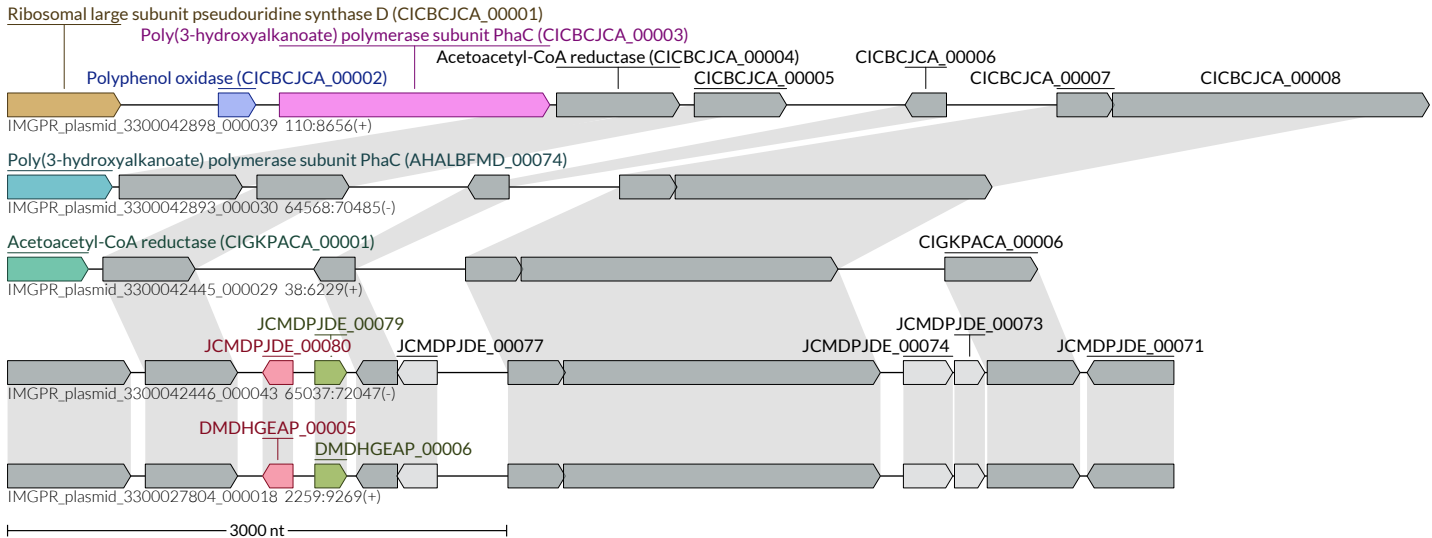 Ribosomal large subunit pseudouridine synthase D (CICBCJCA_00001)
Poly(3-hydroxyalkanoate) polymerase subunit PhaC (CICBCJCA_00003)
Acetoacetyl-CoA reductase (CICBCJCA_00004) CICBCJCA_00006
Polyphenol oxidase (CICBCJCA_00002) CICBCJCA_00005 CICBCJCA_00007 CICBCJCA_00008
IMGPR_plasmid_3300042898_000039 110:8656(+)
Poly(3-hydroxyalkanoate) polymerase subunit PhaC (AHALBFMD_00074)
IMGPR_plasmid_3300042893_000030 64568:70485(-)
Acetoacetyl-CoA reductase (CIGKPACA_00001) CIGKPACA_00006
IMGPR_plasmid_3300042445_000029 38:6229(+)
JCMDPJDE_00079 JCMDPJDE_00073
JCMDPJDE_00080 JCMDPJDE_00077 JCMDPJDE_00074 JCMDPJDE_00071
IMGPR_plasmid_3300042446_000043 65037:72047(-)
DMDHGEAP_00005
DMDHGEAP_00006
IMGPR_plasmid_3300027804_000018 2259:9269(+)
3000 nt